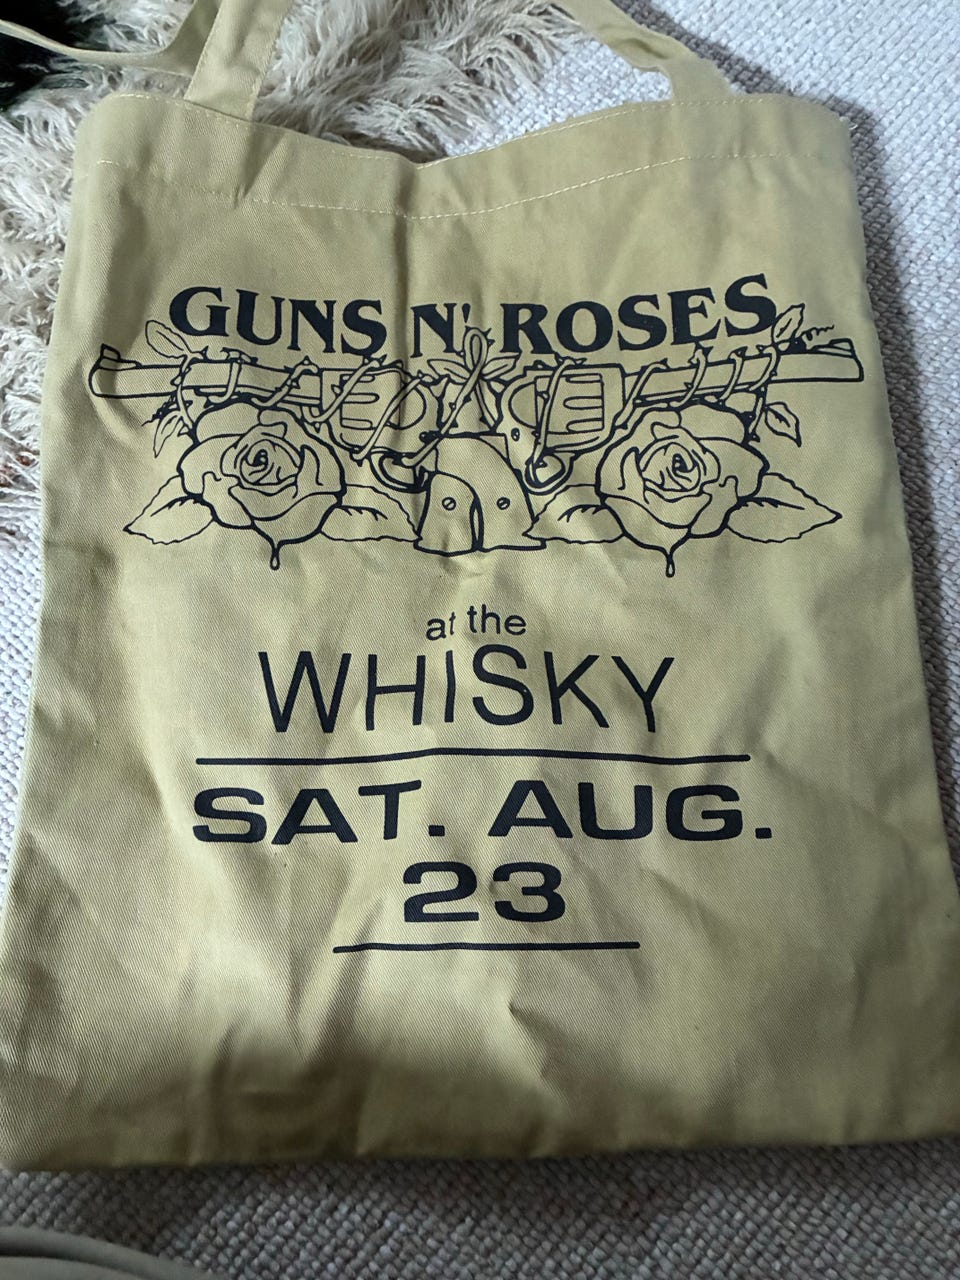 GUNS N' ROSES
at the
WHISKY
SAT. AUG.
23